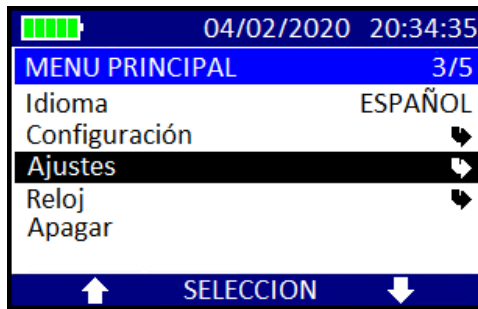 04/02/2020 20:34:35
MENU PRINCIPAL 3/5
Idioma ESPAÑOL
Configuración
Ajustes
Reloj
Apagar
SELECCION